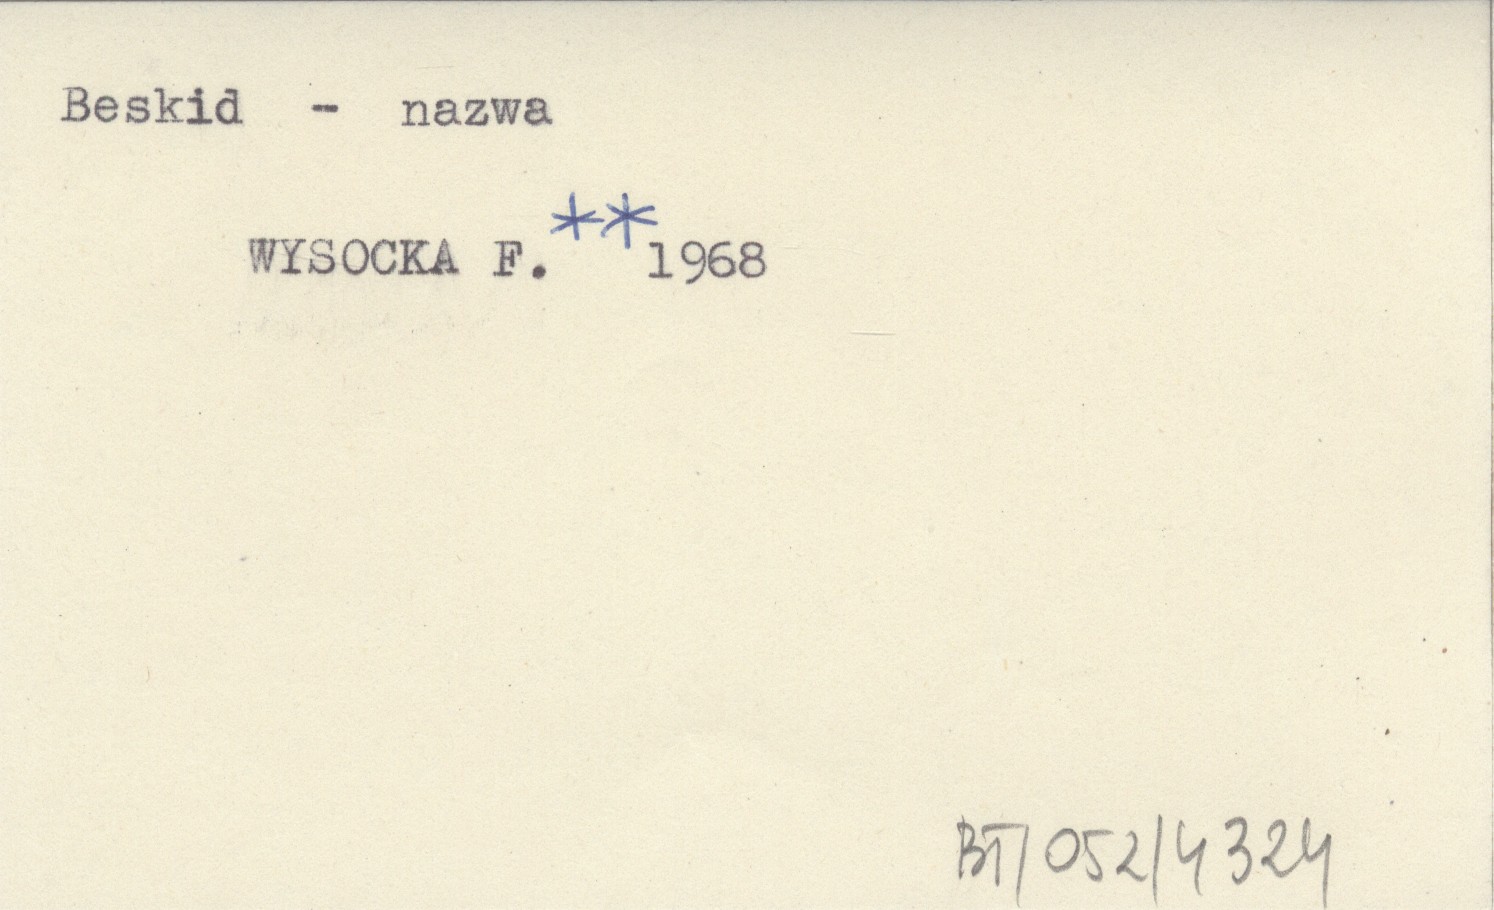 Beskid - nazwa
WYSOCKA F.** 1968
BT/052/4324